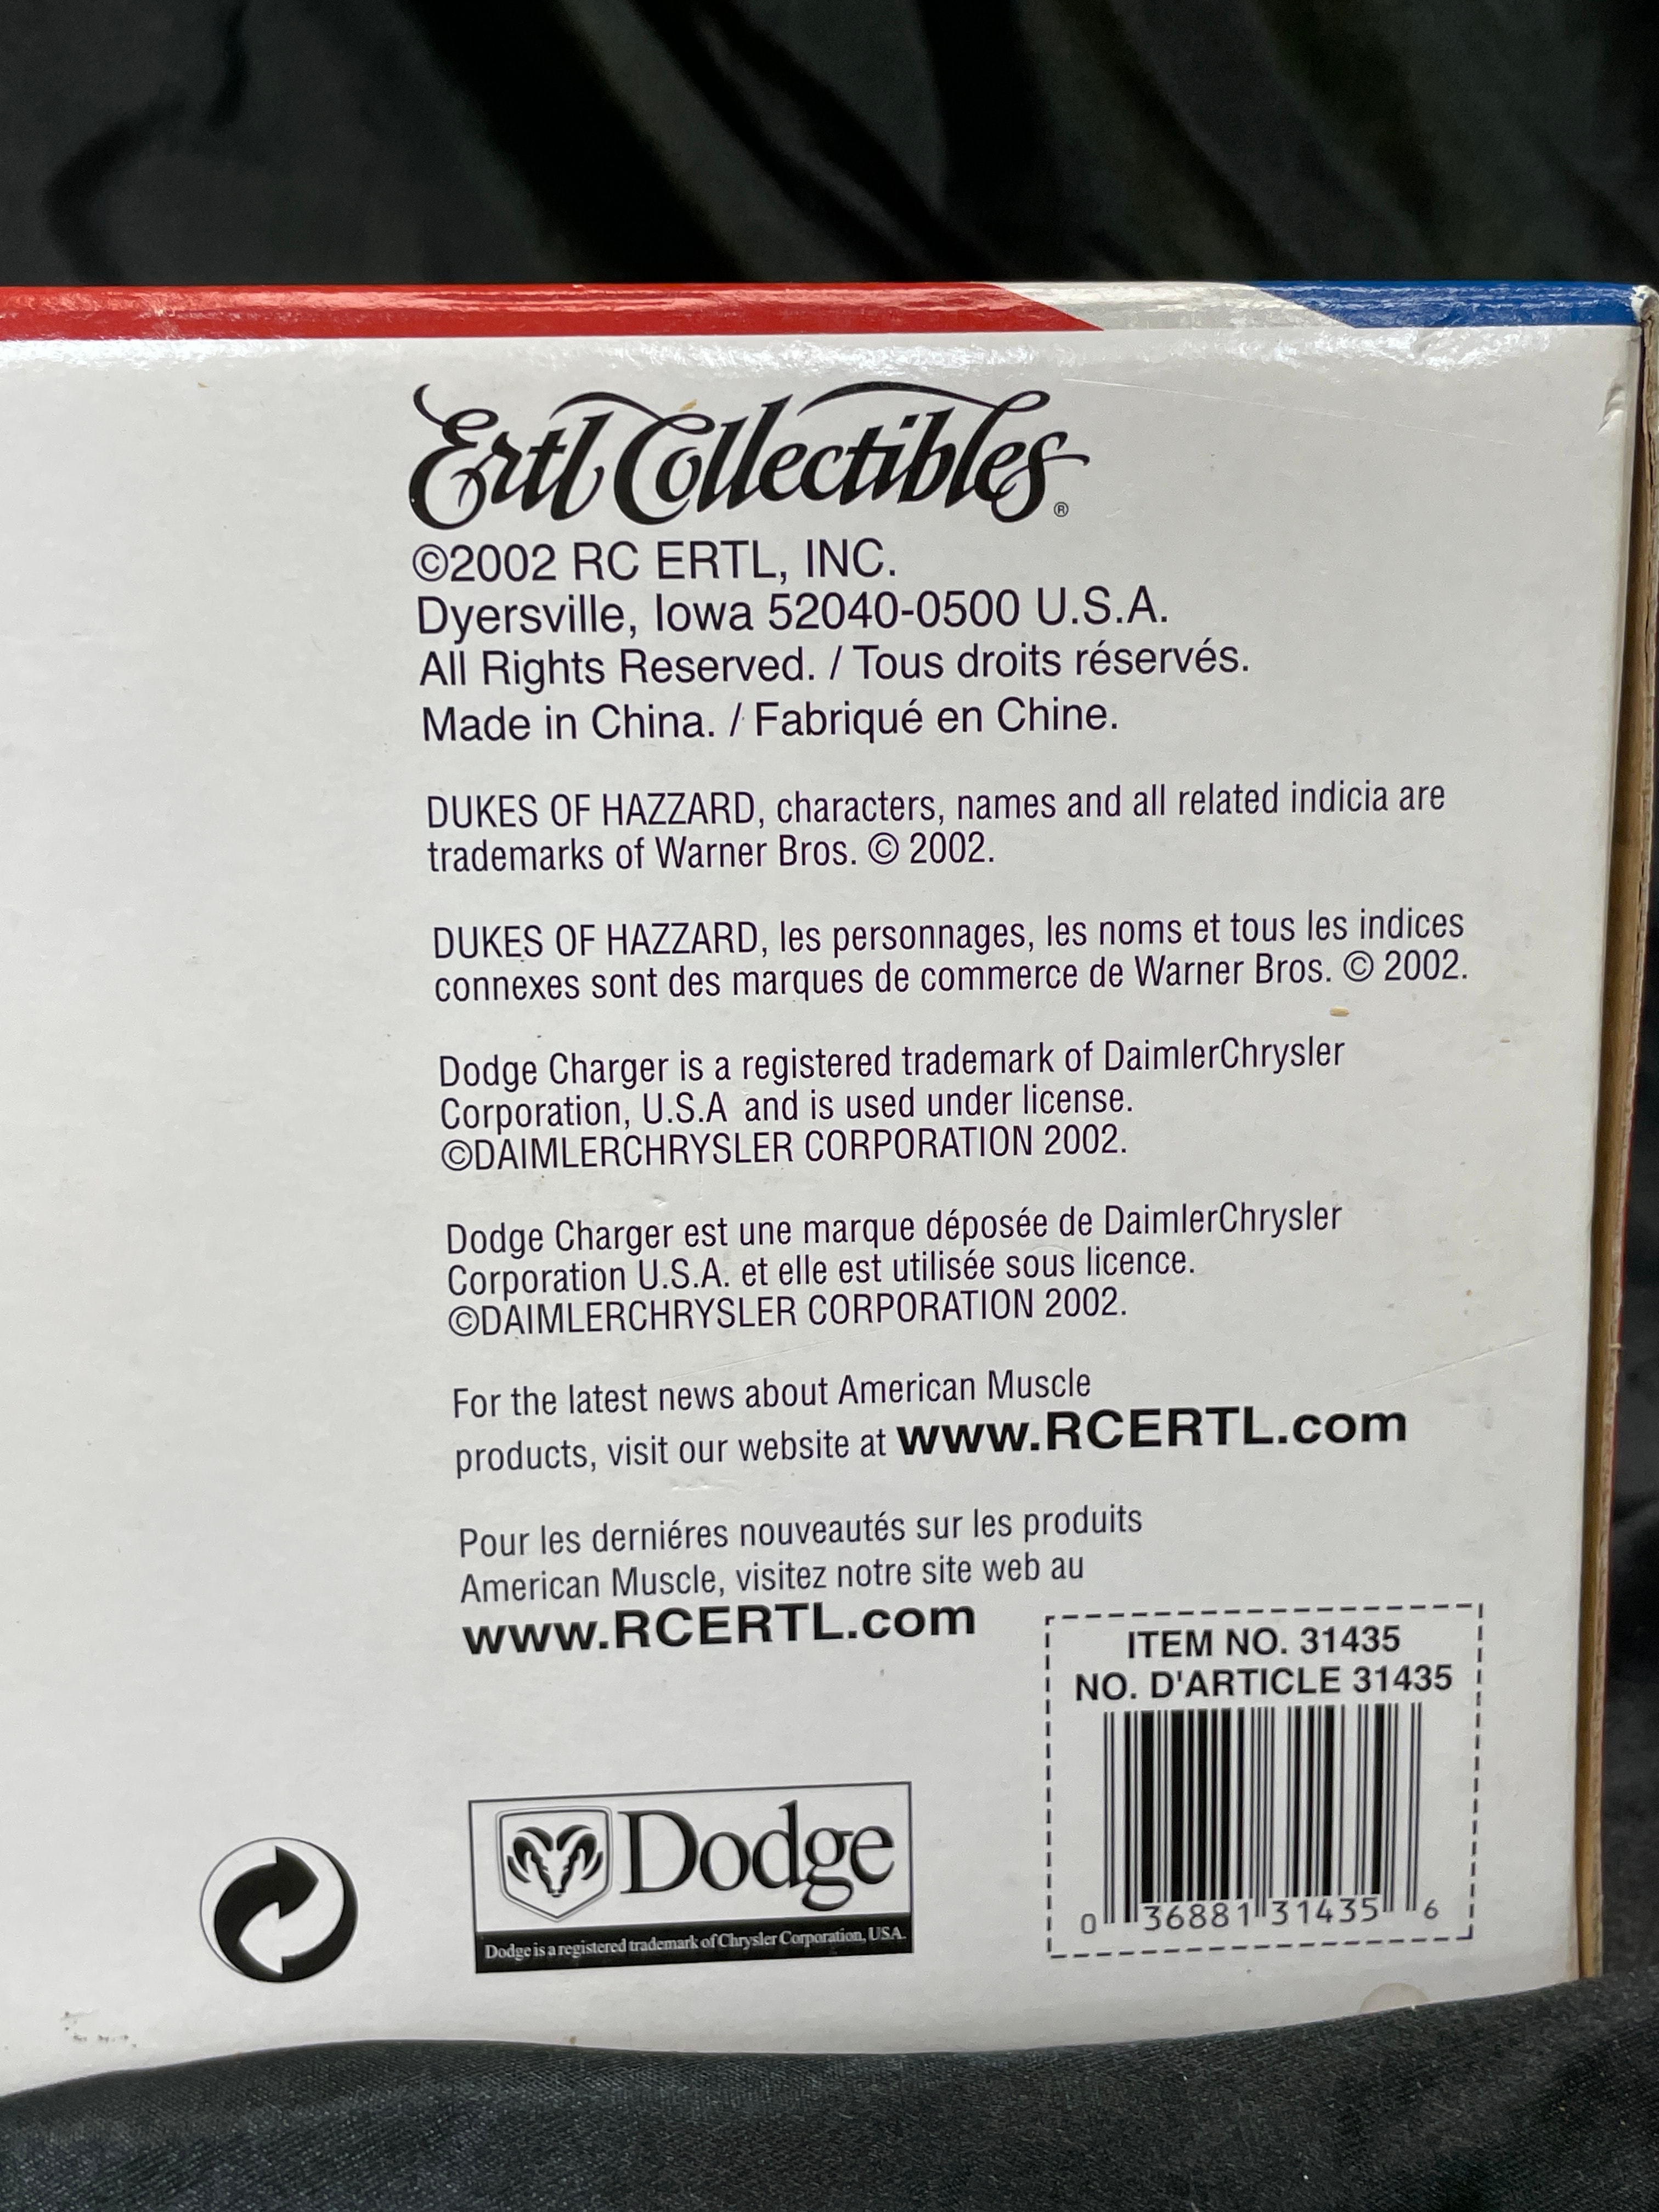 Ertl Collectibles®
©2002 RC ERTL, INC.
Dyersville, Iowa 52040-0500 U.S.A.
All Rights Reserved. / Tous droits réservés.
Made in China. / Fabriqué en Chine.
DUKES OF HAZZARD, characters, names and all related indicia are
trademarks of Warner Bros. © 2002.
DUKES OF HAZZARD, les personnages, les noms et tous les indices
connexes sont des marques de commerce de Warner Bros. © 2002.
Dodge Charger is a registered trademark of DaimlerChrysler
Corporation, U.S.A and is used under license.
©DAIMLERCHRYSLER CORPORATION 2002.
Dodge Charger est une marque déposée de DaimlerChrysler
Corporation U.S.A. et elle est utilisée sous licence.
©DAIMLERCHRYSLER CORPORATION 2002.
For the latest news about American Muscle
products, visit our website at www.RCERTL.com
Pour les derniéres nouveautés sur les produits
American Muscle, visitez notre site web au
www.RCERTL.com
ITEM NO. 31435
NO. D'ARTICLE 31435
0 36881 31435 6
Dodge
Dodge is a registered trademark of Chrysler Corporation, USA.